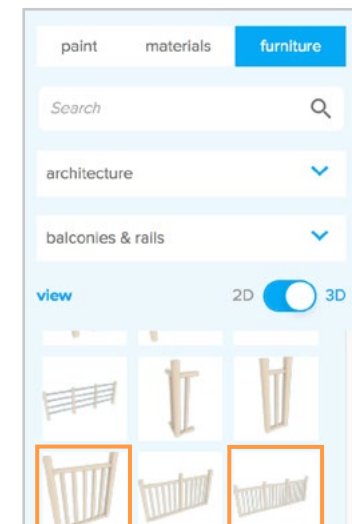 paint materials furniture
Search
architecture
balconies & rails
view 2D 3D